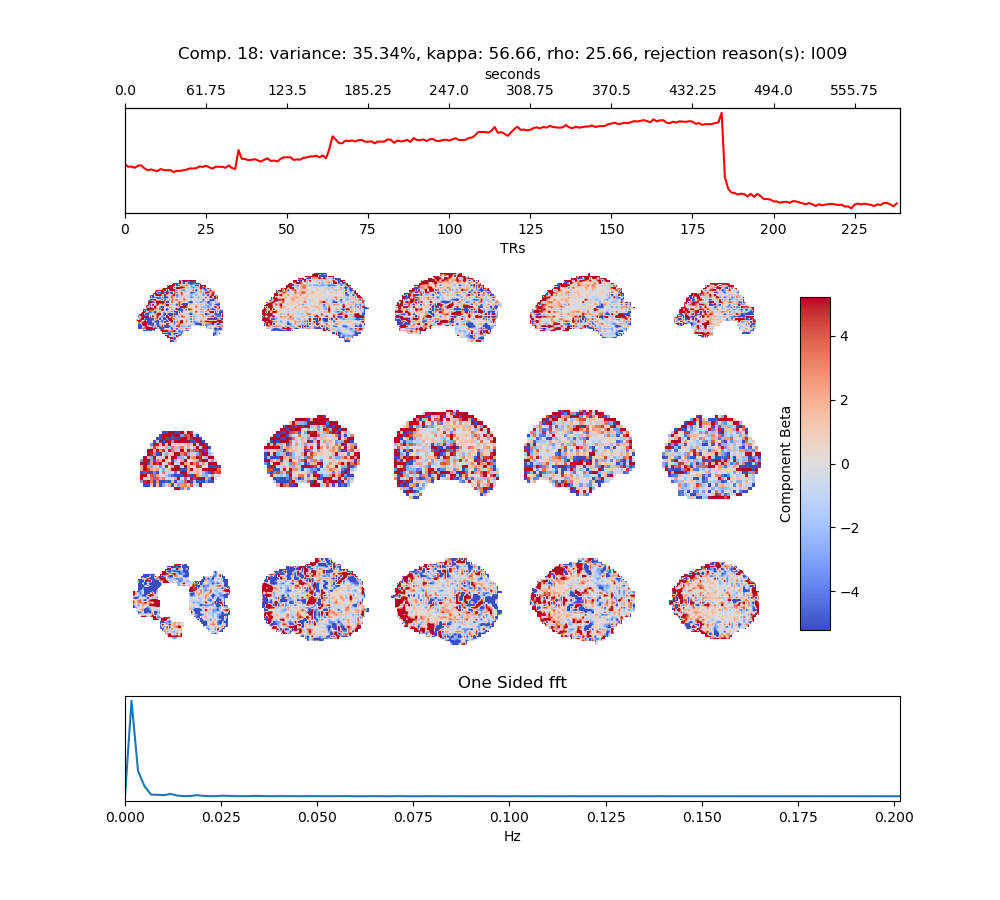 Comp. 18: variance: 35.34%, kappa: 56.66, rho: 25.66, rejection reason(s): I009
seconds
0.0 61.75 123.5 185.25 247.0 308.75 370.5 432.25 494.0 555.75
0 25 50 75 100 125 150 175 200 225
TRs
4
2
0
−2
−4
Component Beta
One Sided fft
0.000 0.025 0.050 0.075 0.100 0.125 0.150 0.175 0.200
Hz